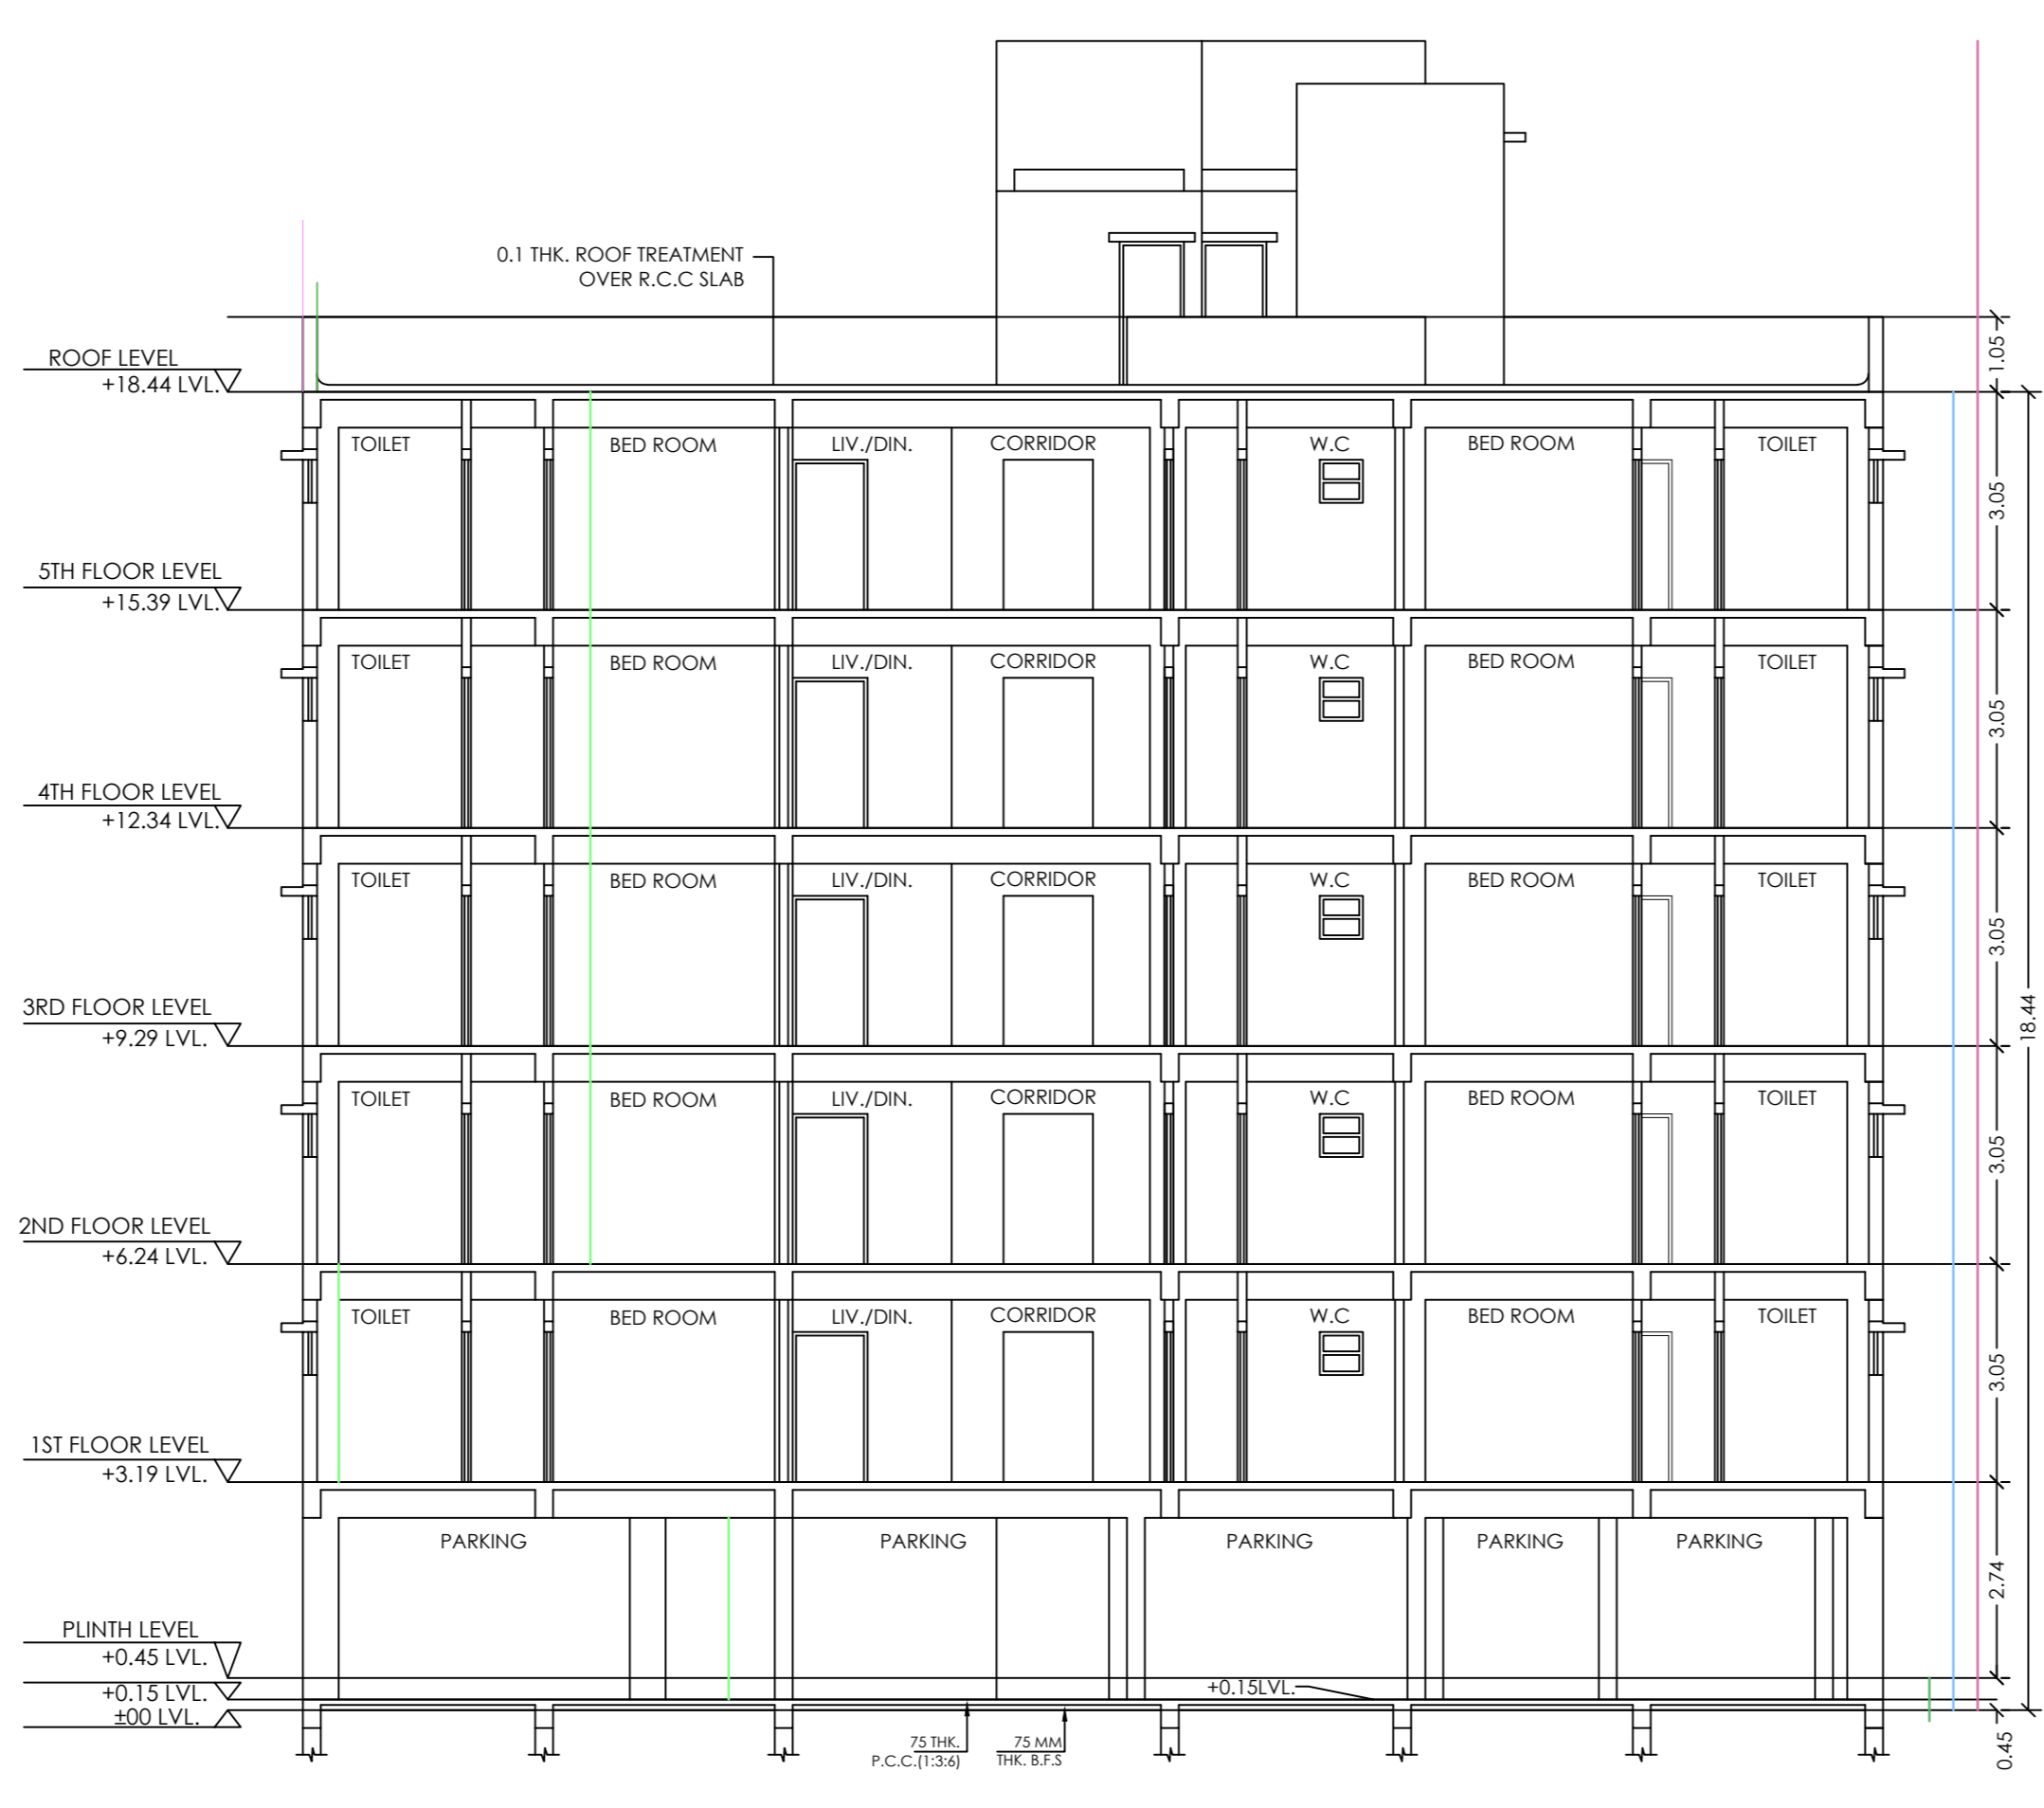 0.1 THK. ROOF TREATMENT
OVER R.C.C SLAB
1.05
ROOF LEVEL
+18.44 LVL.
TOILET BED ROOM LIV./DIN. CORRIDOR W.C BED ROOM TOILET
3.05
5TH FLOOR LEVEL
+15.39 LVL.
TOILET BED ROOM LIV./DIN. CORRIDOR W.C BED ROOM TOILET
3.05
4TH FLOOR LEVEL
+12.34 LVL.
TOILET BED ROOM LIV./DIN. CORRIDOR W.C BED ROOM TOILET
3.05
3RD FLOOR LEVEL
+9.29 LVL.
18.44
TOILET BED ROOM LIV./DIN. CORRIDOR W.C BED ROOM TOILET
3.05
2ND FLOOR LEVEL
+6.24 LVL.
TOILET BED ROOM LIV./DIN. CORRIDOR W.C BED ROOM TOILET
3.05
1ST FLOOR LEVEL
+3.19 LVL.
PARKING PARKING PARKING PARKING PARKING
2.74
PLINTH LEVEL
+0.45 LVL.
+0.15 LVL.
+0.15LVL.
±00 LVL.
75 THK.
P.C.C.(1:3:6)
75 MM
THK. B.F.S
0.45